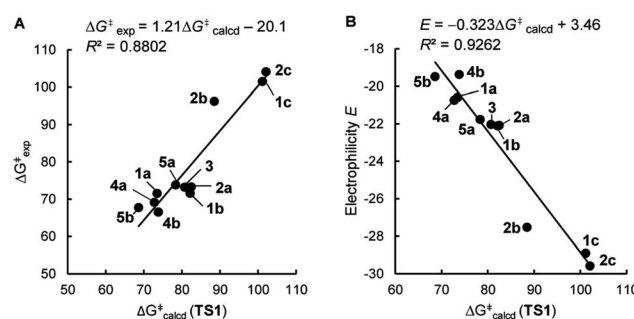 A
ΔG‡exp = 1.21ΔG‡calcd – 20.1
R² = 0.8802
110
100
90
80
70
60
50
ΔG‡exp
2c
1c
2b
5a
3
1a
4a
2a
1b
5b
4b
50 60 70 80 90 100 110
ΔG‡calcd (TS1)
B
E = –0.323ΔG‡calcd + 3.46
R² = 0.9262
-16
-18
-20
-22
-24
-26
-28
-30
Electrophilicity E
4b
5b
1a
4a
3
2a
5a
1b
2b
1c
2c
60 70 80 90 100 110
ΔG‡calcd (TS1)